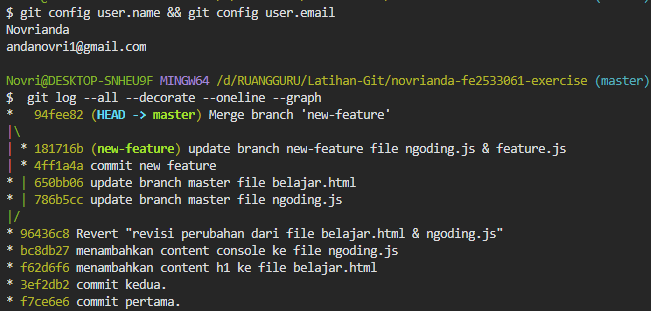 $ git config user.name && git config user.email
Novrianda
andanovri1@gmail.com
Novri@DESKTOP-SNHEU9F MINGW64 /d/RUANGGURU/Latihan-Git/novrianda-fe2533061-exercise (master)
$  git log --all --decorate --oneline --graph
*   94fee82 (HEAD -> master) Merge branch 'new-feature'
|\
| * 181716b (new-feature) update branch new-feature file ngoding.js & feature.js
| * 4ff1a4a commit new feature
* | 650bb06 update branch master file belajar.html
* | 786b5cc update branch master file ngoding.js
|/
* 96436c8 Revert "revisi perubahan dari file belajar.html & ngoding.js"
* bc8db27 menambahkan content console ke file ngoding.js
* f62d6f6 menambahkan content h1 ke file belajar.html
* 3ef2db2 commit kedua.
* f7ce6e6 commit pertama.